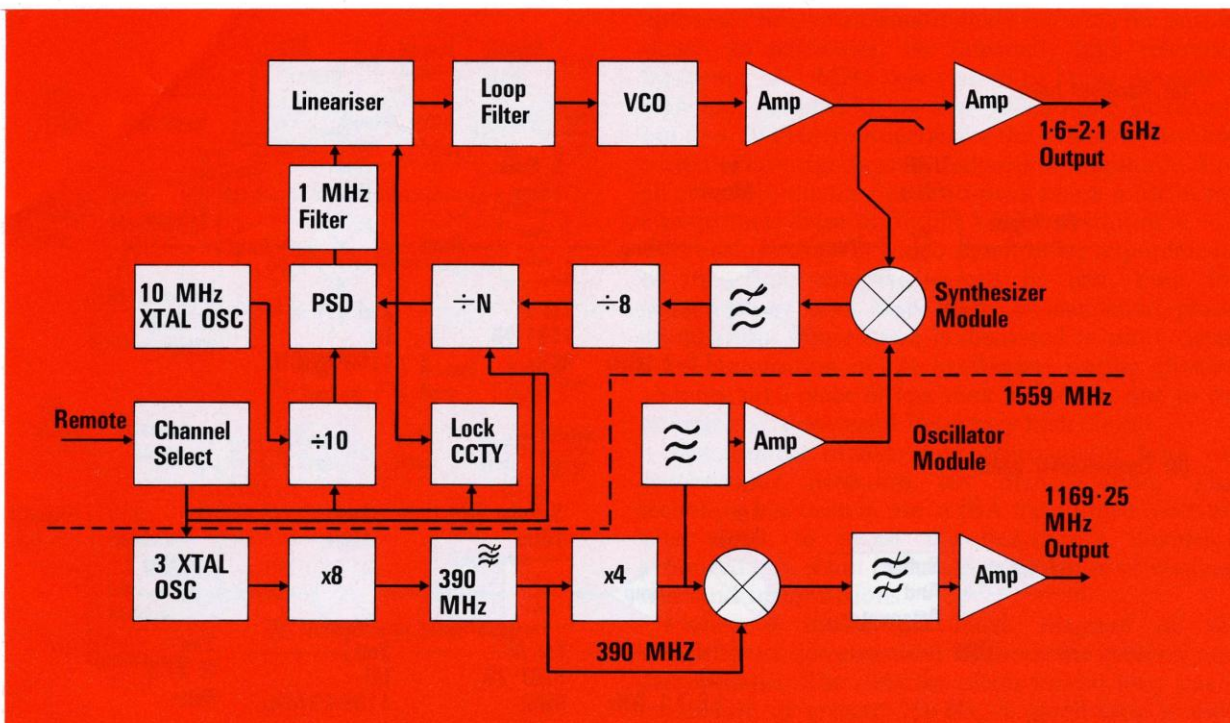 Lineariser
Loop
Filter
VCO
Amp
Amp
1·6–2·1 GHz
Output
1 MHz
Filter
10 MHz
XTAL OSC
PSD
÷N
÷8
Synthesizer
Module
1559 MHz
Remote
Channel
Select
÷10
Lock
CCTY
Amp
Oscillator
Module
1169·25
MHz
Output
3 XTAL
OSC
x8
390
MHz
x4
Amp
390 MHZ